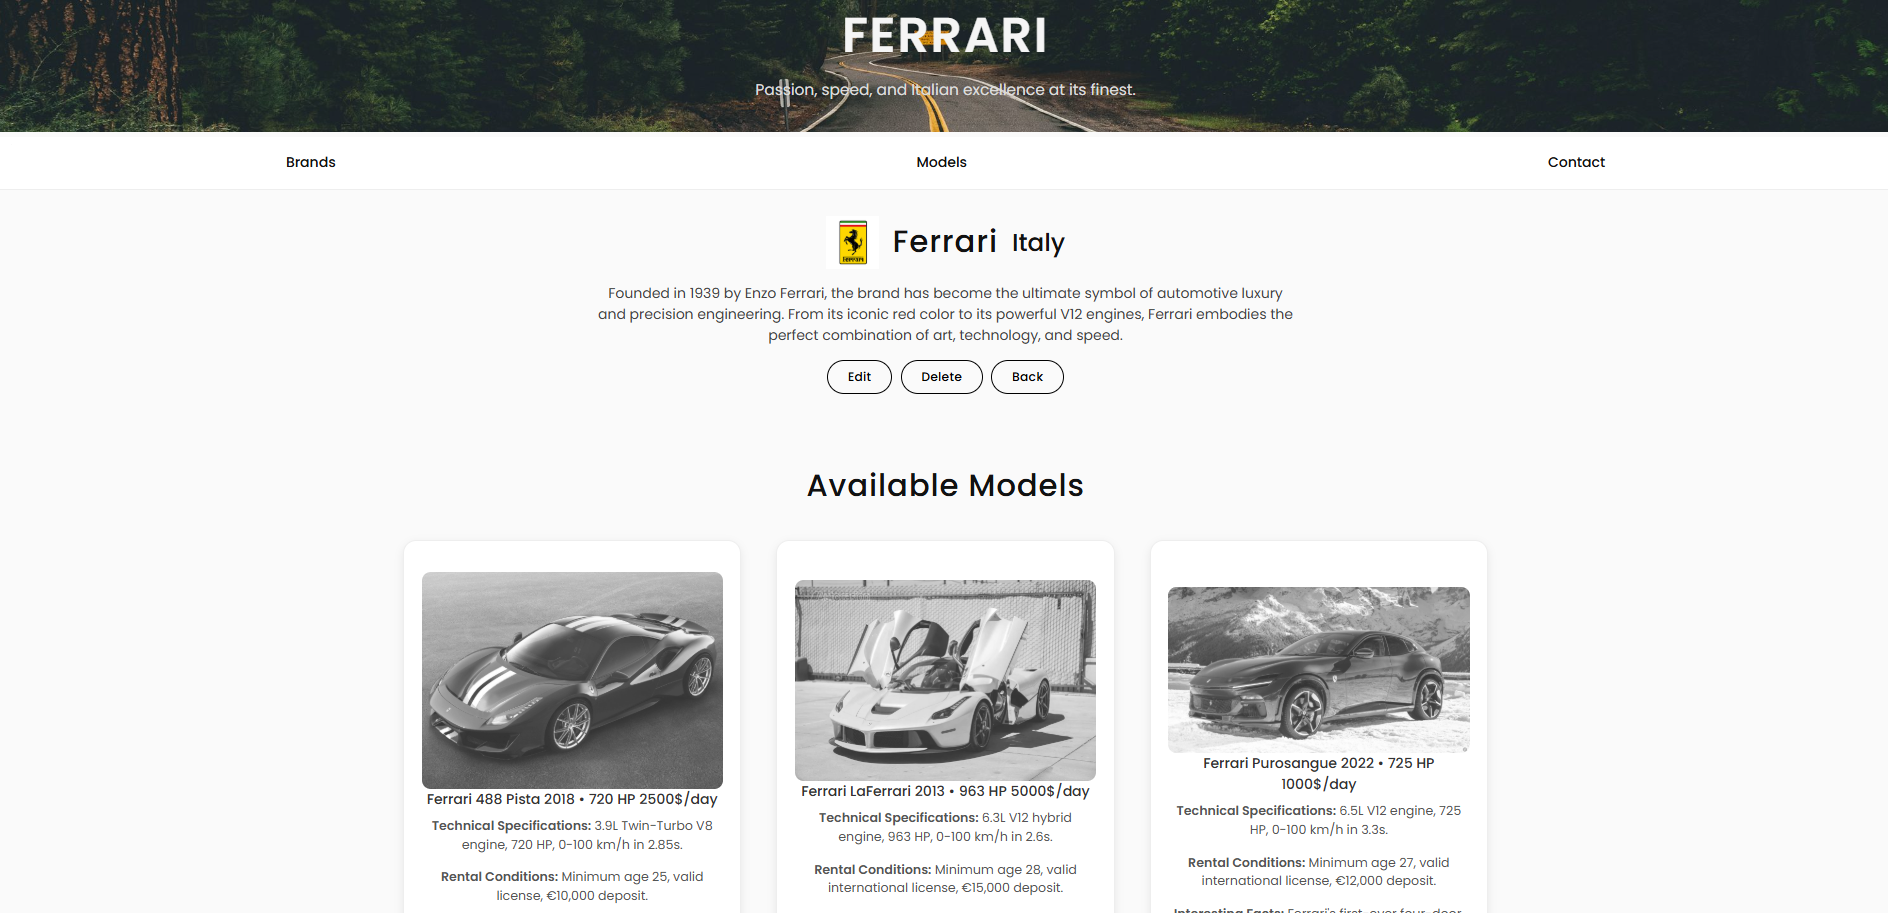 FERRARI
Passion, speed, and Italian excellence at its finest.
Brands
Models
Contact
Ferrari Italy
Founded in 1939 by Enzo Ferrari, the brand has become the ultimate symbol of automotive luxury
and precision engineering. From its iconic red color to its powerful V12 engines, Ferrari embodies the
perfect combination of art, technology, and speed.
Edit
Delete
Back
Available Models
Ferrari 488 Pista 2018 • 720 HP 2500$/day
Technical Specifications: 3.9L Twin-Turbo V8
engine, 720 HP, 0-100 km/h in 2.85s.
Rental Conditions: Minimum age 25, valid
license, €10,000 deposit.
Ferrari LaFerrari 2013 • 963 HP 5000$/day
Technical Specifications: 6.3L V12 hybrid
engine, 963 HP, 0-100 km/h in 2.6s.
Rental Conditions: Minimum age 28, valid
international license, €15,000 deposit.
Ferrari Purosangue 2022 • 725 HP
1000$/day
Technical Specifications: 6.5L V12 engine, 725
HP, 0-100 km/h in 3.3s.
Rental Conditions: Minimum age 27, valid
international license, €12,000 deposit.
Interesting Facts: Ferrari's first-ever four-door